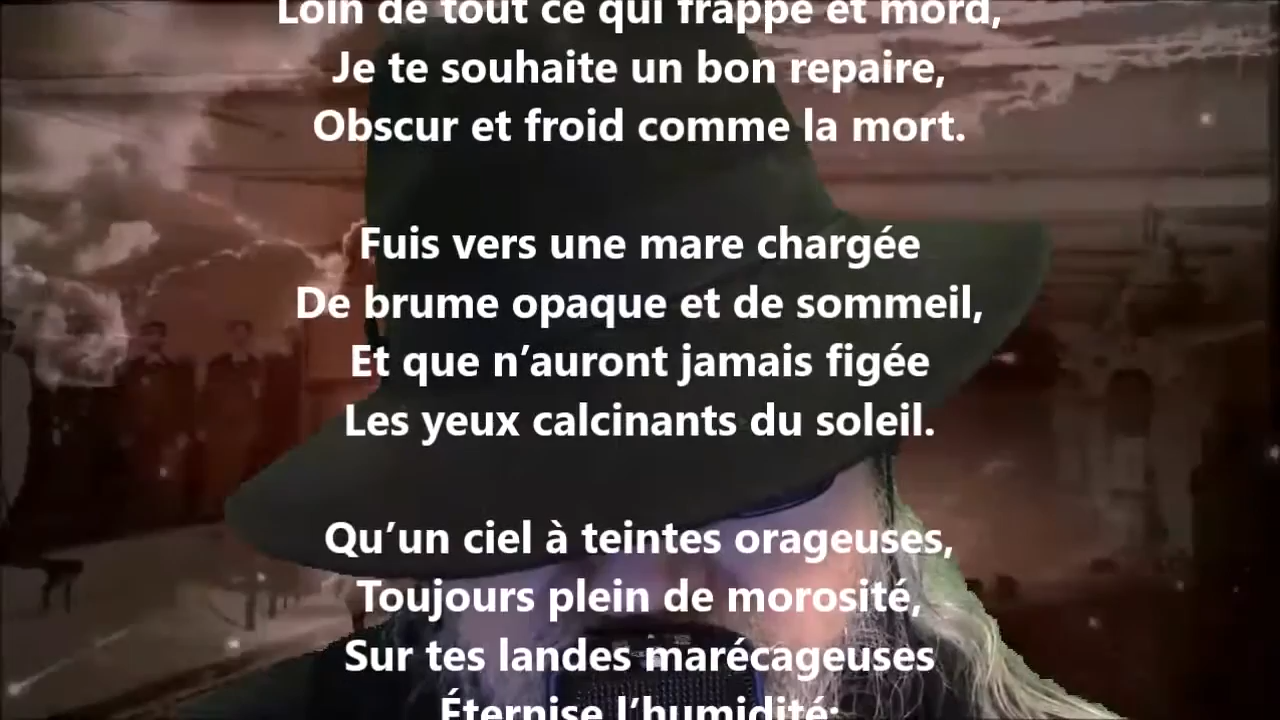 Loin de tout ce qui frappe et mord,
Je te souhaite un bon repaire,
Obscur et froid comme la mort.
Fuis vers une mare chargée
De brume opaque et de sommeil,
Et que n’auront jamais figée
Les yeux calcinants du soleil.
Qu’un ciel à teintes orageuses,
Toujours plein de morosité,
Sur tes landes marécageuses
Éternise l’humidité;